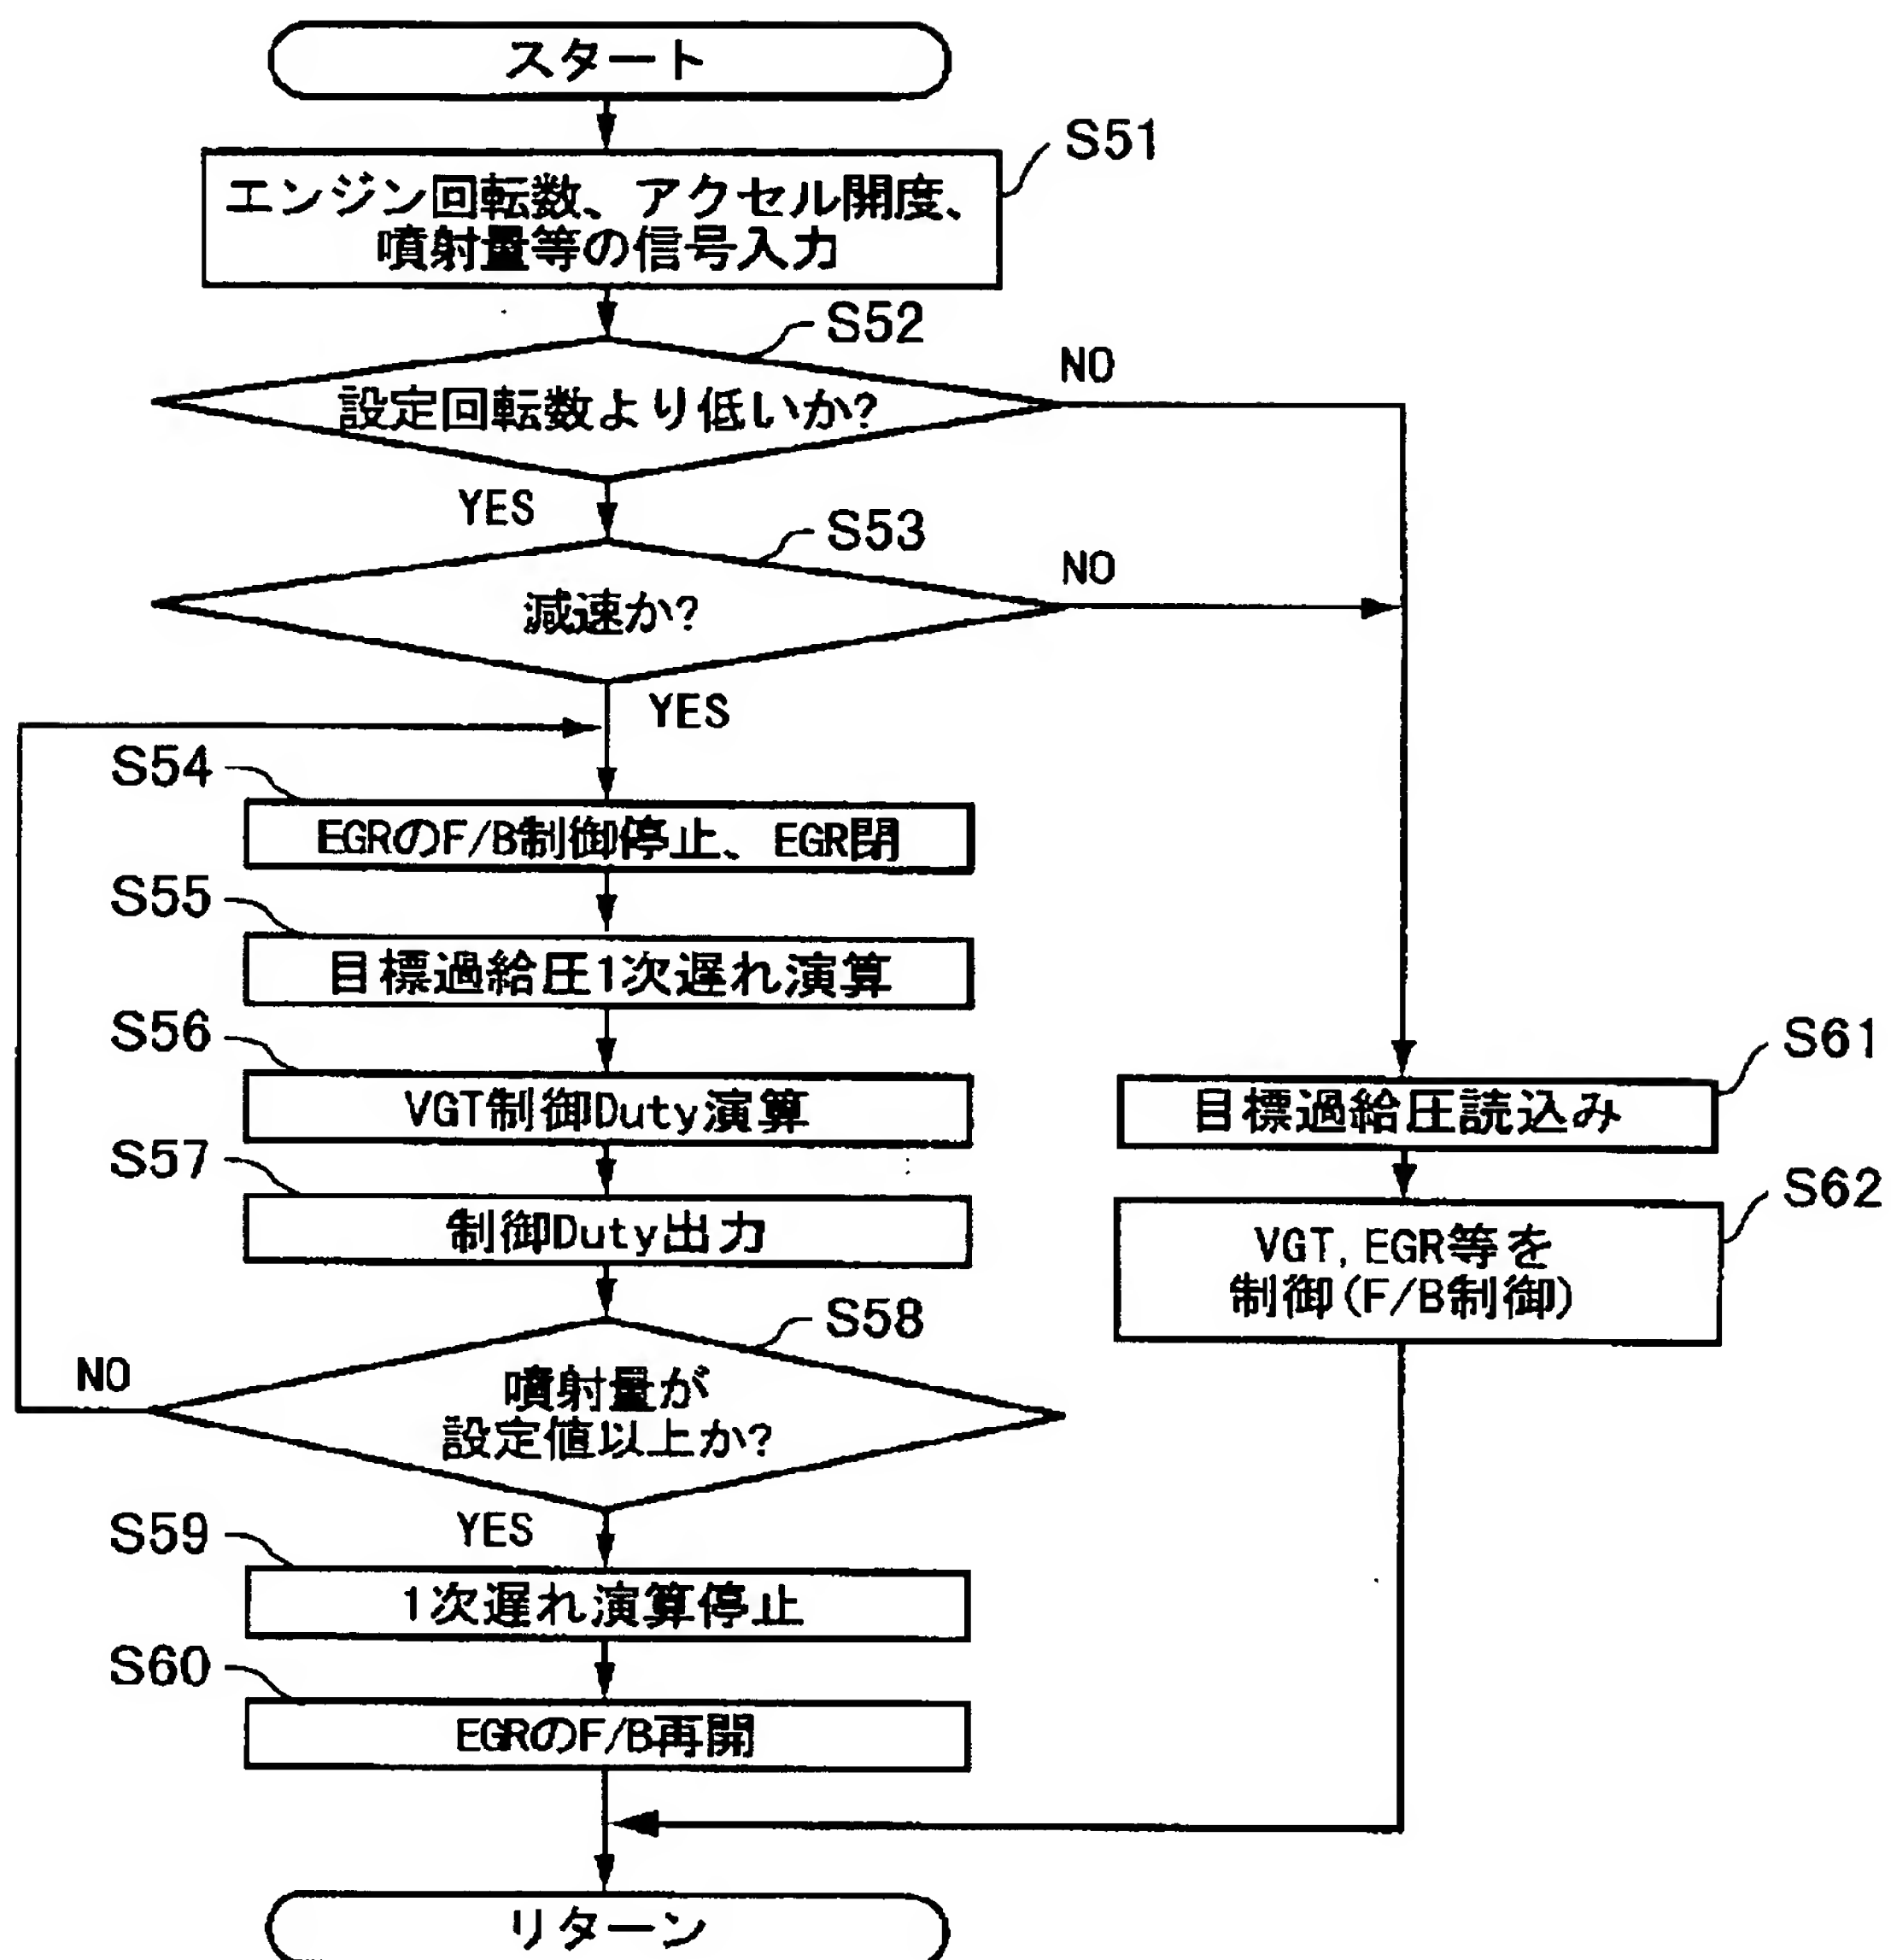 スタート
S51
エンジン回転数、アクセル開度、
噴射量等の信号入力
S52
設定回転数より低いか?
NO
YES
S53
減速か?
NO
YES
S54
EGRのF/B制御停止、EGR閉
S55
目標過給圧1次遅れ演算
S56
VGT制御Duty演算
S57
制御Duty出力
S58
噴射量が
設定値以上か?
NO
YES
S59
1次遅れ演算停止
S60
EGRのF/B再開
S61
目標過給圧読込み
S62
VGT, EGR等を
制御(F/B制御)
リターン